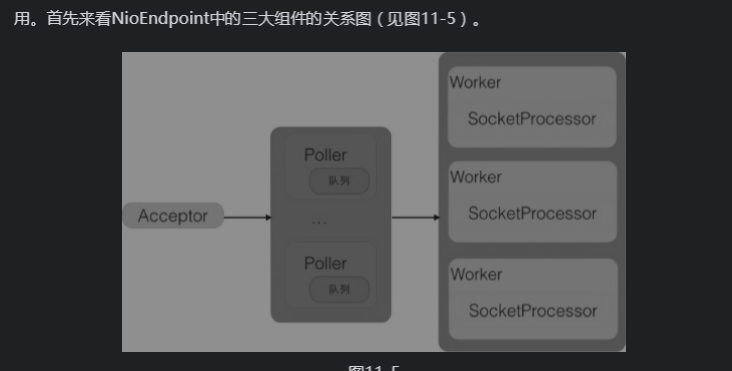 用。首先来看NioEndpoint中的三大组件的关系图(见图11-5)。
Acceptor
Poller
队列
...
Poller
队列
Worker
SocketProcessor
Worker
SocketProcessor
Worker
SocketProcessor
图11-5